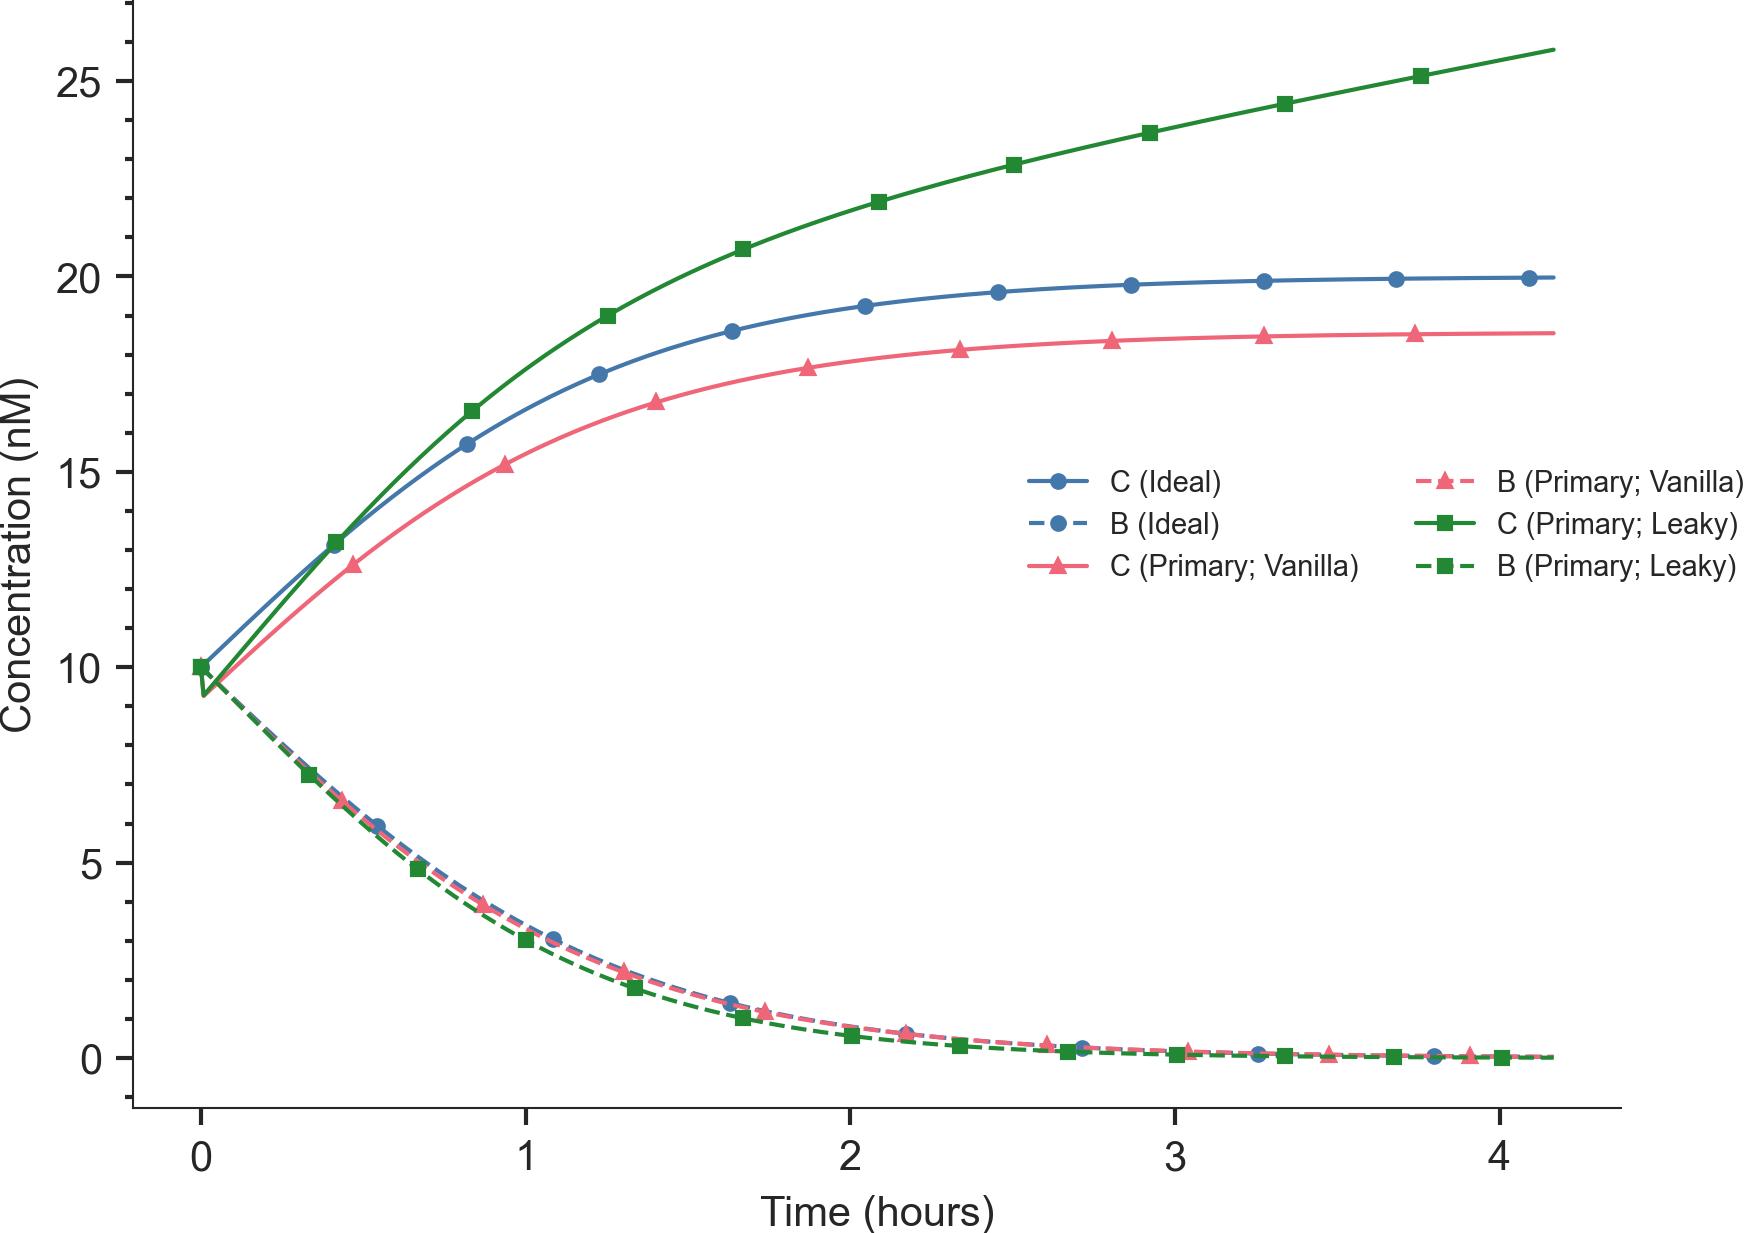 Concentration (nM)
25
20
15
10
5
0
C (Ideal)
B (Ideal)
C (Primary; Vanilla)
B (Primary; Vanilla)
C (Primary; Leaky)
B (Primary; Leaky)
0 1 2 3 4
Time (hours)